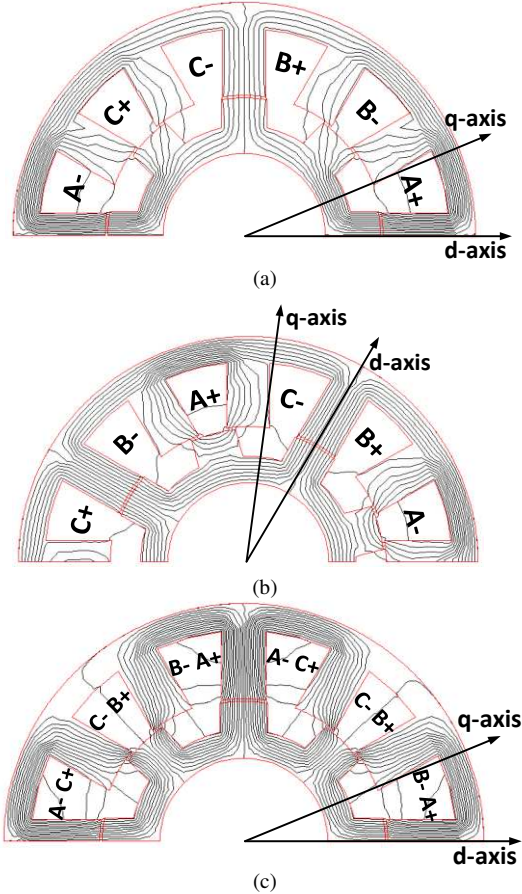 C- B+
C+ B-
q-axis
A- A+
d-axis
(a)
q-axis
d-axis
A+ C-
B- B+
C+ A-
(b)
B- A+ A- C+
C- B+ C- B+
q-axis
A- C+ B- A+
d-axis
(c)